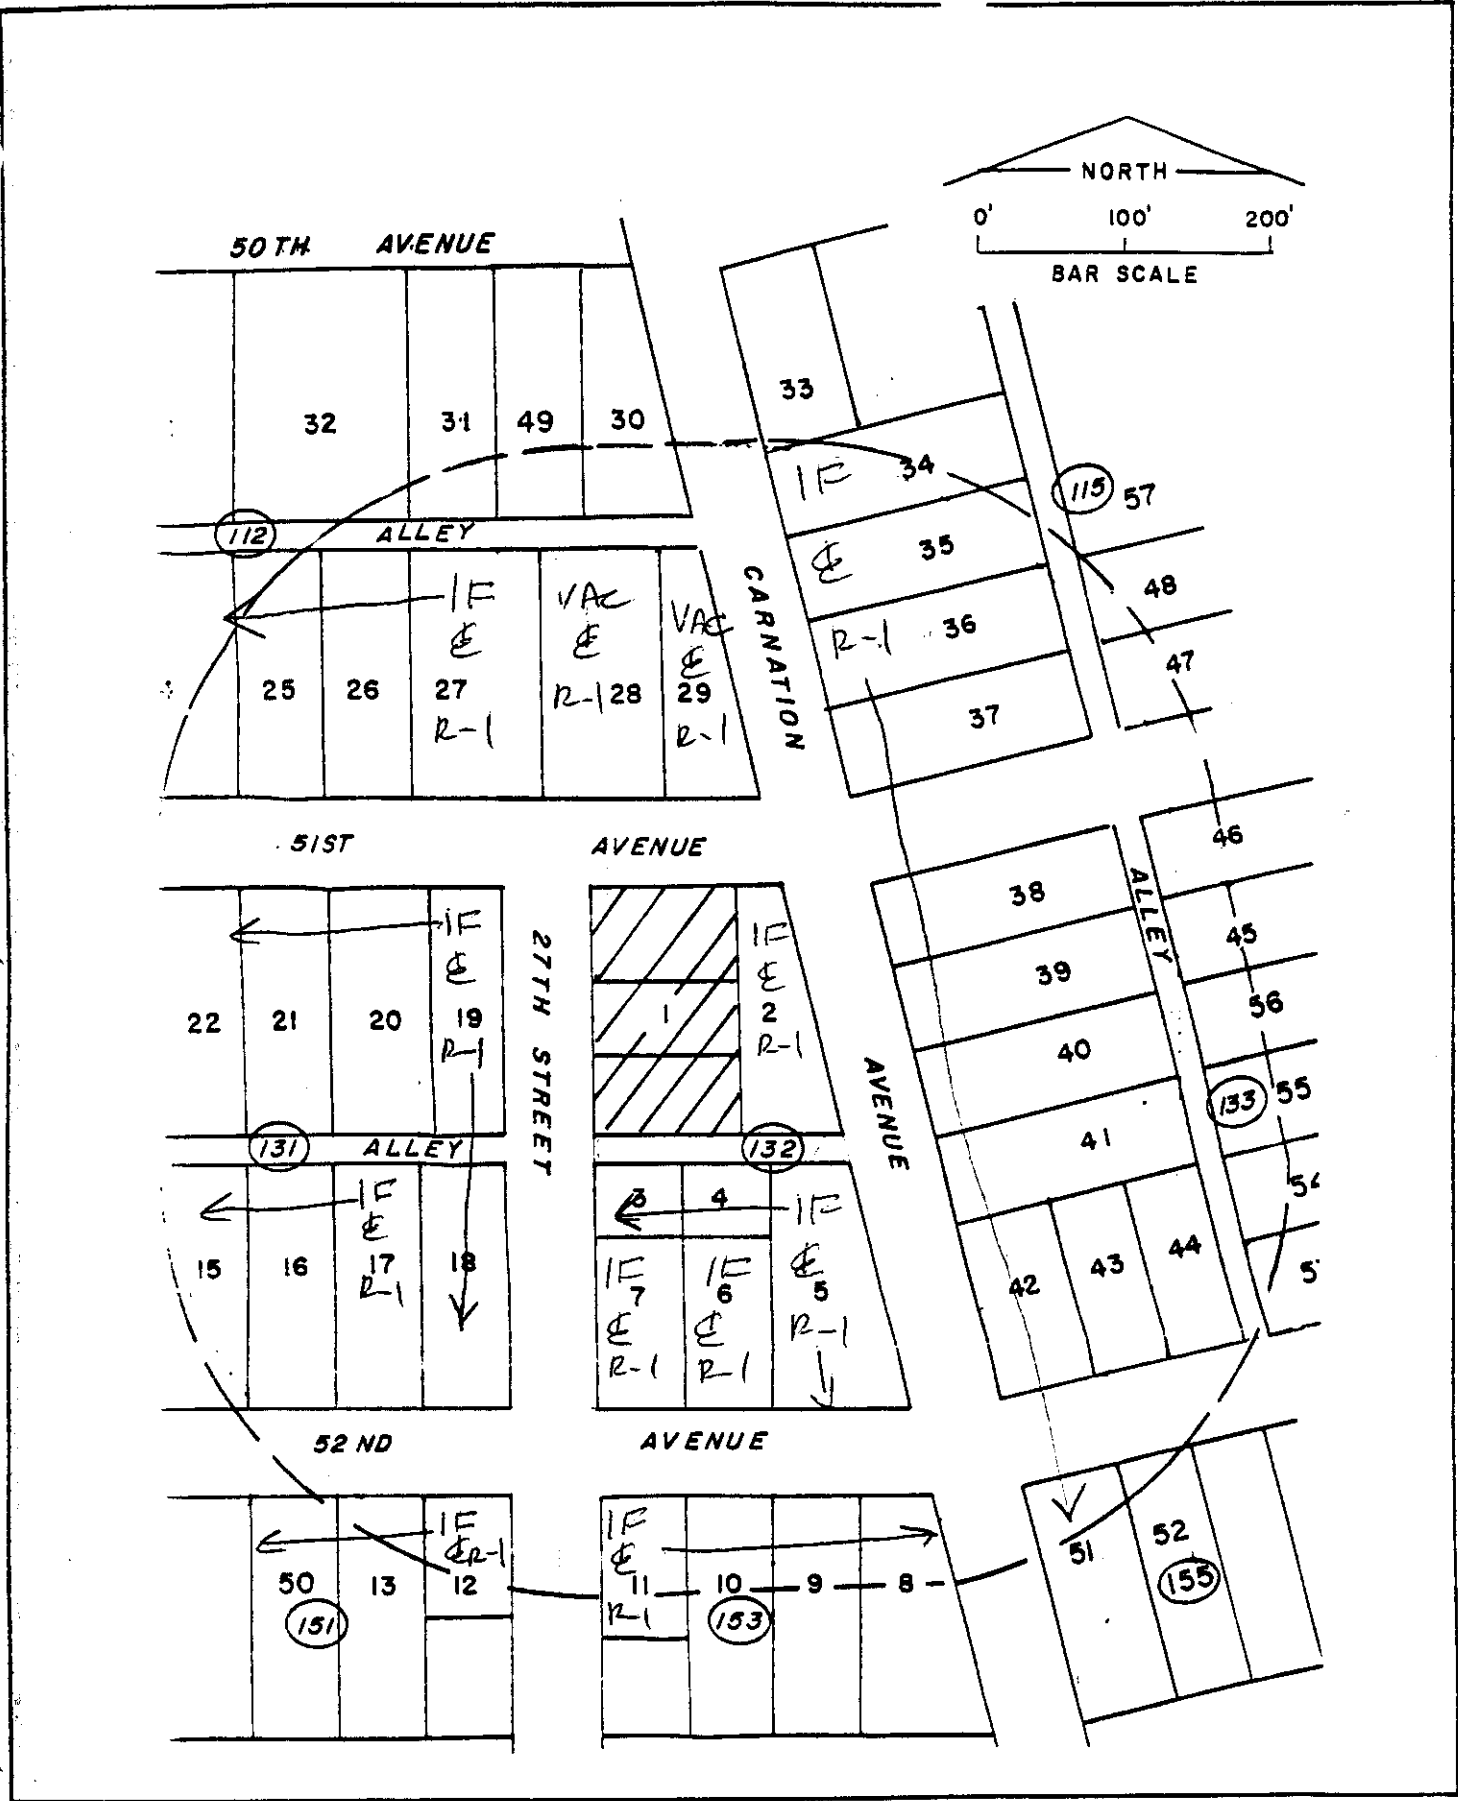 NORTH
0' 100' 200'
BAR SCALE
50TH AVENUE
33
32 31 49 30
1F 34
115 57
112 ALLEY
35
48
1F VAC VAC
CARNATION
R-1 36
47
25 26 27 R-1 28 29
R-1 R-1
37
51ST AVENUE
46
38
ALLEY
1F 1F
27TH STREET
45
39
22 21 20 19 1 2
R-1 R-1
56
40
AVENUE
133 55
131 ALLEY 132
41
1F 3 4 1F
44
43
42
15 16 17 18 1F 7 1F 6 5
R-1 R-1 R-1 R-1
52ND AVENUE
1F R-1 1F
51 52
50 13 12 11 10 9 8
R-1
155
151 153